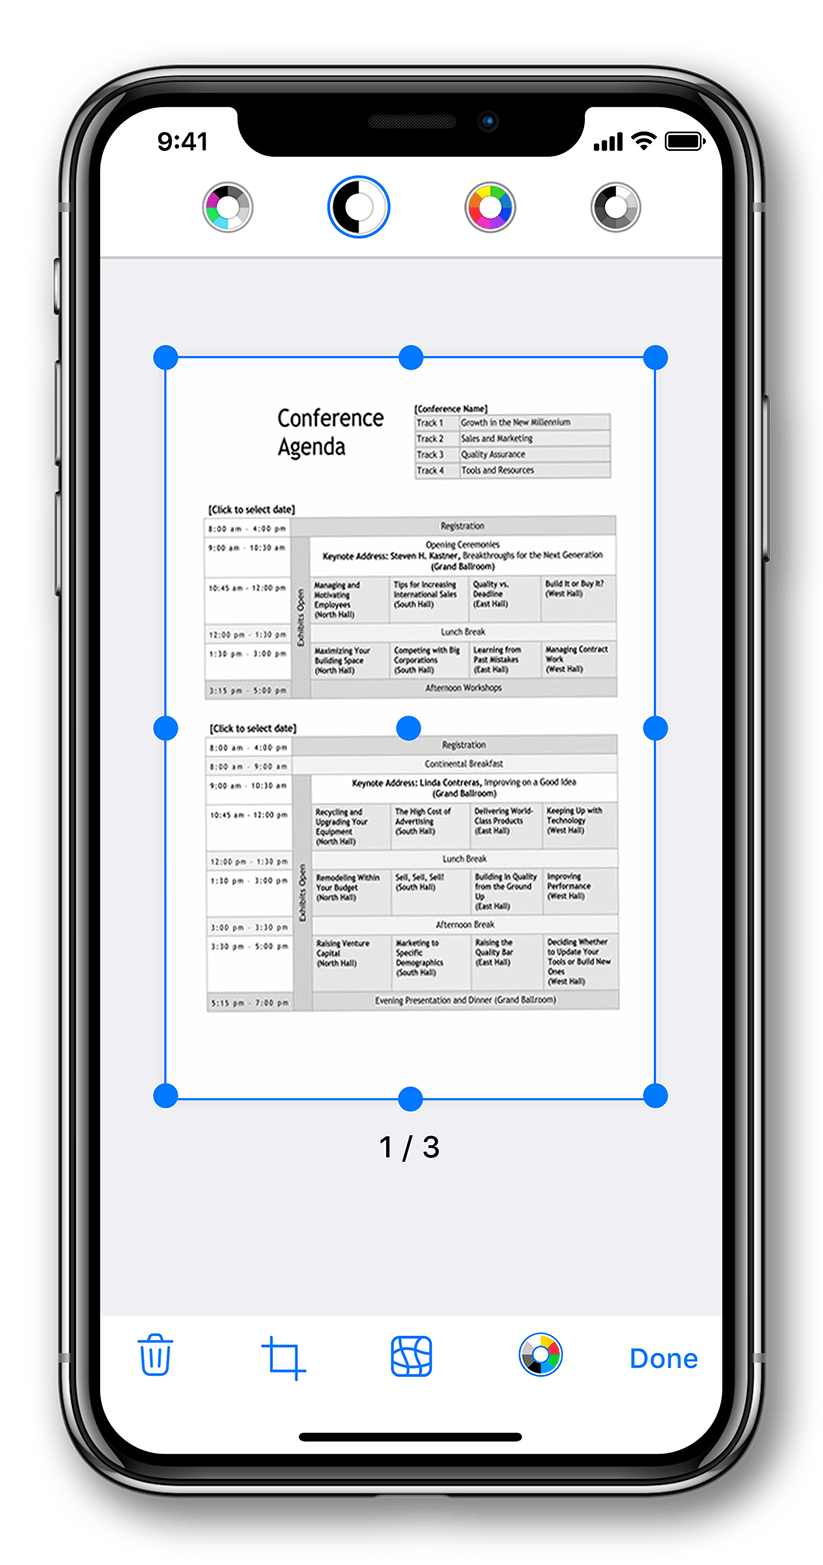 9:41
Conference
Agenda
[Conference Name]
Track 1 Growth in the New Millennium
Track 2 Sales and Marketing
Track 3 Quality Assurance
Track 4 Tools and Resources
[Click to select date]
8:00 am - 4:00 pm Registration
9:00 am - 10:30 am Opening Ceremonies
Keynote Address: Steven H. Kastner, Breakthroughs for the Next Generation
(Grand Ballroom)
Exhibits Open
10:45 am - 12:00 pm Managing and Tips for Increasing Quality vs. Build It or Buy It?
Motivating International Sales Deadline (West Hall)
Employees (South Hall) (East Hall)
(North Hall)
12:00 pm - 1:30 pm Lunch Break
1:30 pm - 3:00 pm Maximizing Your Competing with Big Learning from Managing Contract
Building Space Corporations Past Mistakes Work
(North Hall) (South Hall) (East Hall) (West Hall)
3:15 pm - 5:00 pm Afternoon Workshops
[Click to select date]
8:00 am - 4:00 pm Registration
8:00 am - 9:00 am Continental Breakfast
9:00 am - 10:30 am Keynote Address: Linda Contreras, Improving on a Good Idea
(Grand Ballroom)
Exhibits Open
10:45 am - 12:00 pm Recycling and The High Cost of Delivering World- Keeping Up with
Upgrading Your Advertising Class Products Technology
Equipment (South Hall) (East Hall) (West Hall)
(North Hall)
12:00 pm - 1:30 pm Lunch Break
1:30 pm - 3:00 pm Remodeling Within Sell, Sell, Sell! Building In Quality Improving
Your Budget (South Hall) from the Ground Performance
(North Hall) Up (West Hall)
(East Hall)
3:00 pm - 3:30 pm Afternoon Break
3:30 pm - 5:00 pm Raising Venture Marketing to Raising the Deciding Whether
Capital Specific Quality Bar to Update Your
(North Hall) Demographics (East Hall) Tools or Build New
(South Hall) Ones
(West Hall)
5:15 pm - 7:00 pm Evening Presentation and Dinner (Grand Ballroom)
1 / 3
Done